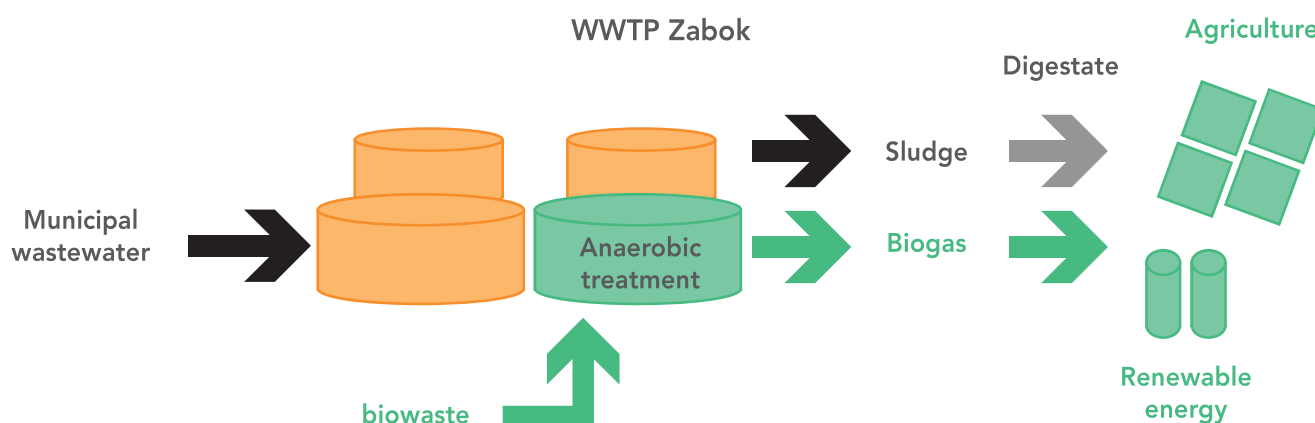 WWTP Zabok
Agriculture
Digestate
Sludge
Municipal
wastewater
Anaerobic
treatment
Biogas
Renewable
energy
biowaste